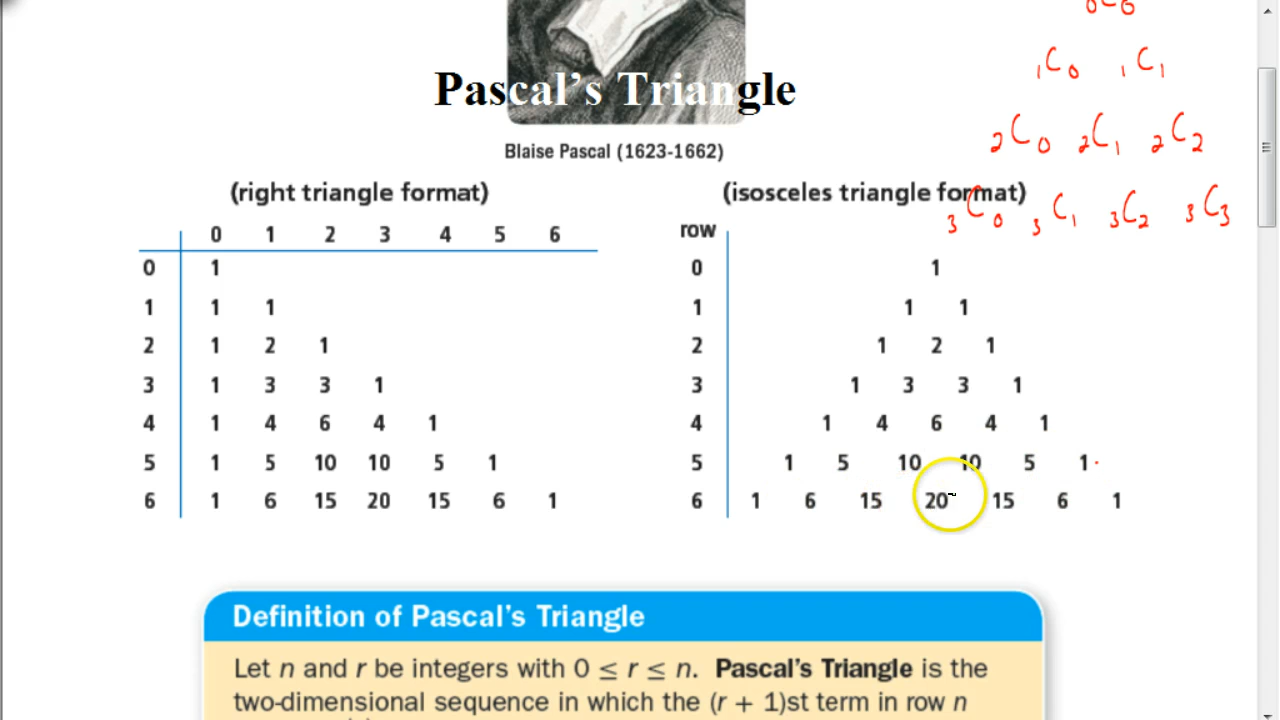 0C0
1C0 1C1
Pascal's Triangle
2C0 2C1 2C2
Blaise Pascal (1623-1662)
(right triangle format) (isosceles triangle format)
3C0 3C1 3C2 3C3
0 1 2 3 4 5 6 row
0 1 0 1
1 1 1 1 1 1
2 1 2 1 2 1 2 1
3 1 3 3 1 3 1 3 3 1
4 1 4 6 4 1 4 1 4 6 4 1
5 1 5 10 10 5 1 5 1 5 10 10 5 1
6 1 6 15 20 15 6 1 6 1 6 15 20 15 6 1
Definition of Pascal's Triangle
Let n and r be integers with 0 ≤ r ≤ n. Pascal's Triangle is the
two-dimensional sequence in which the (r + 1)st term in row n